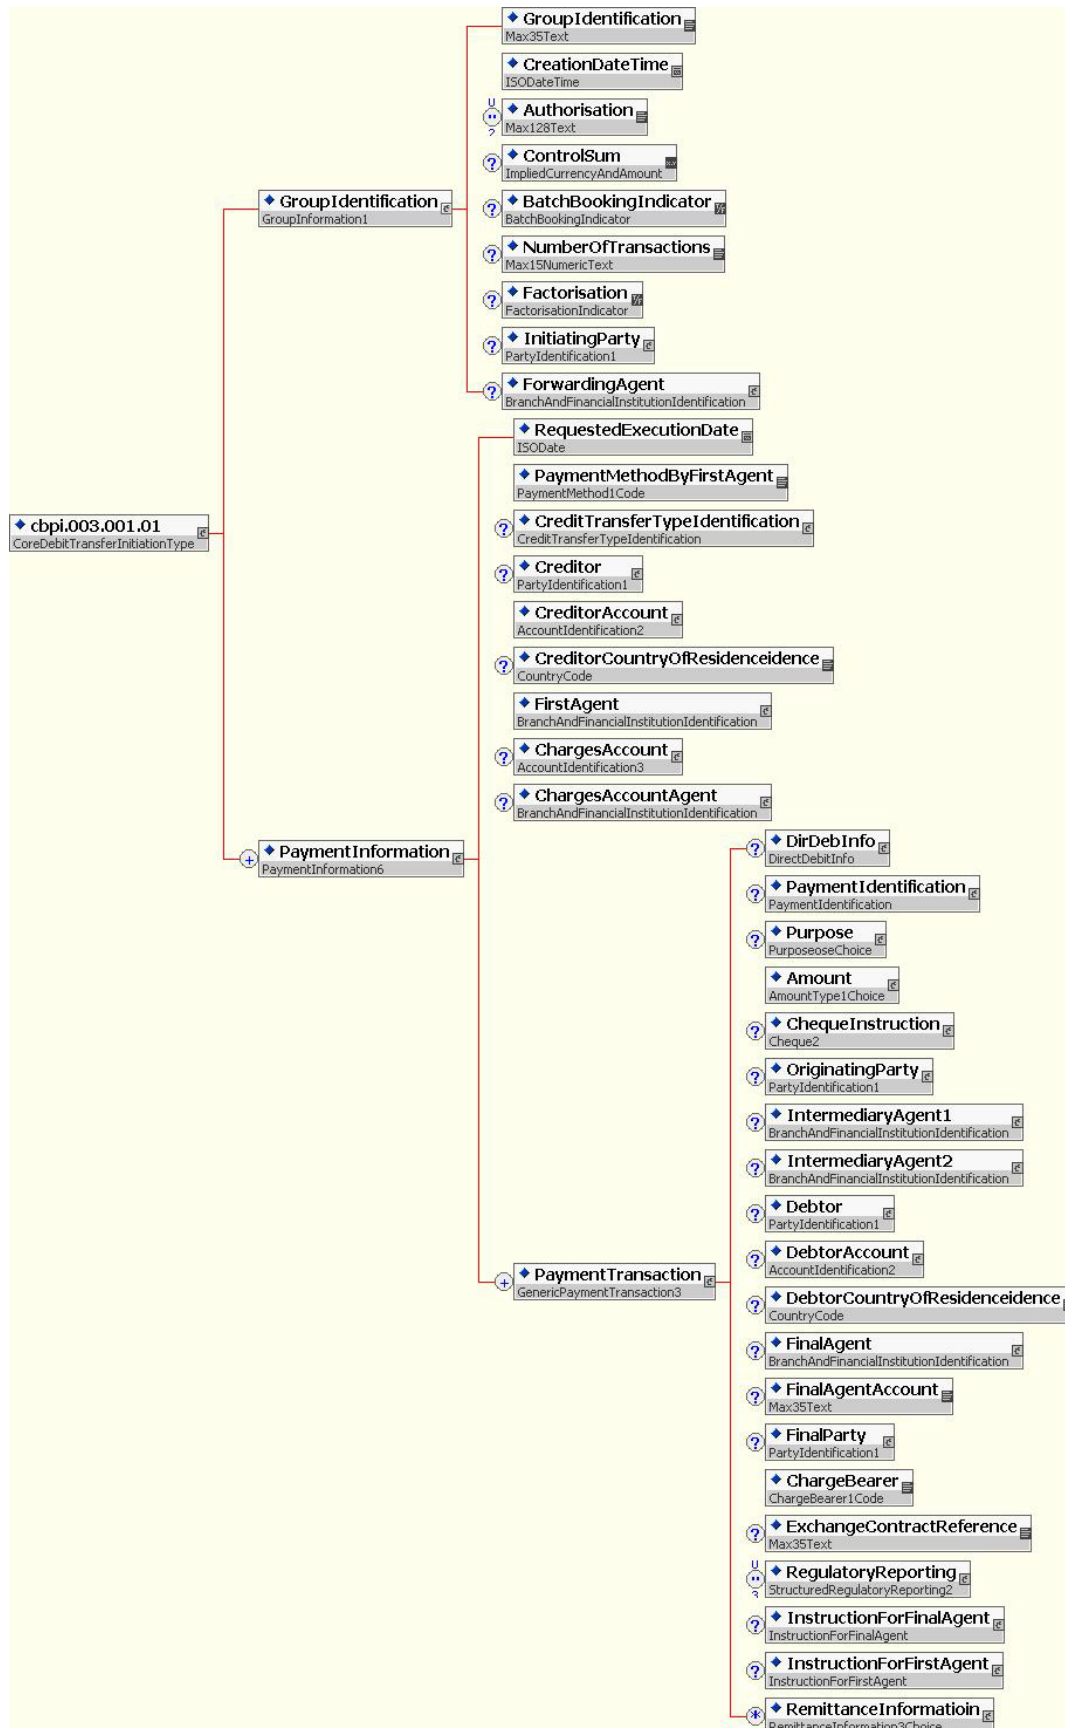 GroupIdentification
Max35Text
CreationDateTime
ISODateTime
Authorisation
Max128Text
ControlSum
ImpliedCurrencyAndAmount
GroupIdentification
GroupInformation1
BatchBookingIndicator
BatchBookingIndicator
NumberOfTransactions
Max15NumericText
Factorisation
FactorisationIndicator
InitiatingParty
PartyIdentification1
ForwardingAgent
BranchAndFinancialInstitutionIdentification
RequestedExecutionDate
ISODate
PaymentMethodByFirstAgent
PaymentMethod1Code
cbpi.003.001.01
CoreDebitTransferInitiationType
CreditTransferTypeIdentification
CreditTransferTypeIdentification
Creditor
PartyIdentification1
CreditorAccount
AccountIdentification2
CreditorCountryOfResidenceidence
CountryCode
FirstAgent
BranchAndFinancialInstitutionIdentification
ChargesAccount
AccountIdentification3
ChargesAccountAgent
BranchAndFinancialInstitutionIdentification
PaymentInformation
PaymentInformation6
DirDebInfo
DirectDebitInfo
PaymentIdentification
PaymentIdentification
Purpose
PurposeoseChoice
Amount
AmountType1Choice
ChequeInstruction
Cheque2
OriginatingParty
PartyIdentification1
IntermediaryAgent1
BranchAndFinancialInstitutionIdentification
IntermediaryAgent2
BranchAndFinancialInstitutionIdentification
Debtor
PartyIdentification1
DebtorAccount
AccountIdentification2
PaymentTransaction
GenericPaymentTransaction3
DebtorCountryOfResidenceidence
CountryCode
FinalAgent
BranchAndFinancialInstitutionIdentification
FinalAgentAccount
Max35Text
FinalParty
PartyIdentification1
ChargeBearer
ChargeBearer1Code
ExchangeContractReference
Max35Text
RegulatoryReporting
StructuredRegulatoryReporting2
InstructionForFinalAgent
InstructionForFinalAgent
InstructionForFirstAgent
InstructionForFirstAgent
RemittanceInformatioin
RemittanceInformation3Choice